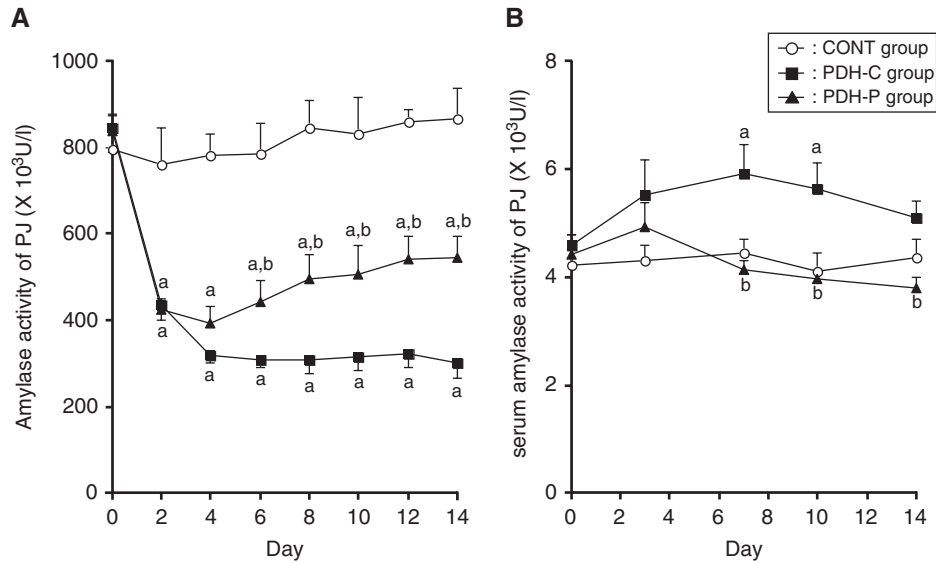 A
B
Amylase activity of PJ (X 10³U/l)
1000
800
600
400
200
0
a
a
a,b
a,b
a,b
a,b
a,b
a
a
a
a
a
a
a
0 2 4 6 8 10 12 14
Day
: CONT group
: PDH-C group
: PDH-P group
serum amylase activity of PJ (X 10³U/l)
8
6
4
2
0
a
a
b
b
b
0 2 4 6 8 10 12 14
Day